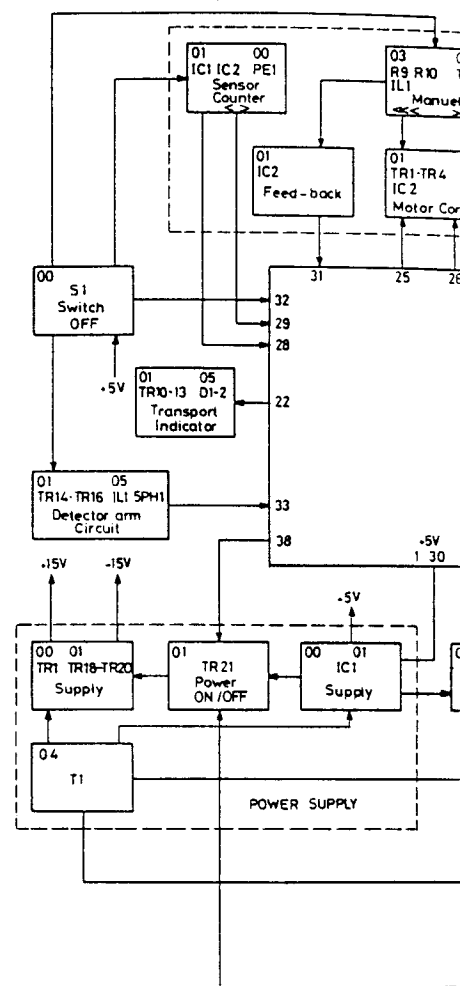 01 00
IC1 IC2 PE1
Sensor
Counter
< >
03
R9 R10
IL1
Manuel
01
IC2
Feed-back
01
TR1-TR4
IC2
Motor Con
31 25 26
00
S1
Switch
OFF
32
29
28
+5V
01 05
TR10-13 D1-2
Transport
Indicator
22
01 05
TR14-TR16 IL1 5PH1
Detector arm
Circuit
33
38
+5V
1 30
+15V -15V
+5V
00 01
TR1 TR18-TR20
Supply
01
TR21
Power
ON/OFF
00 01
IC1
Supply
04
T1
POWER SUPPLY